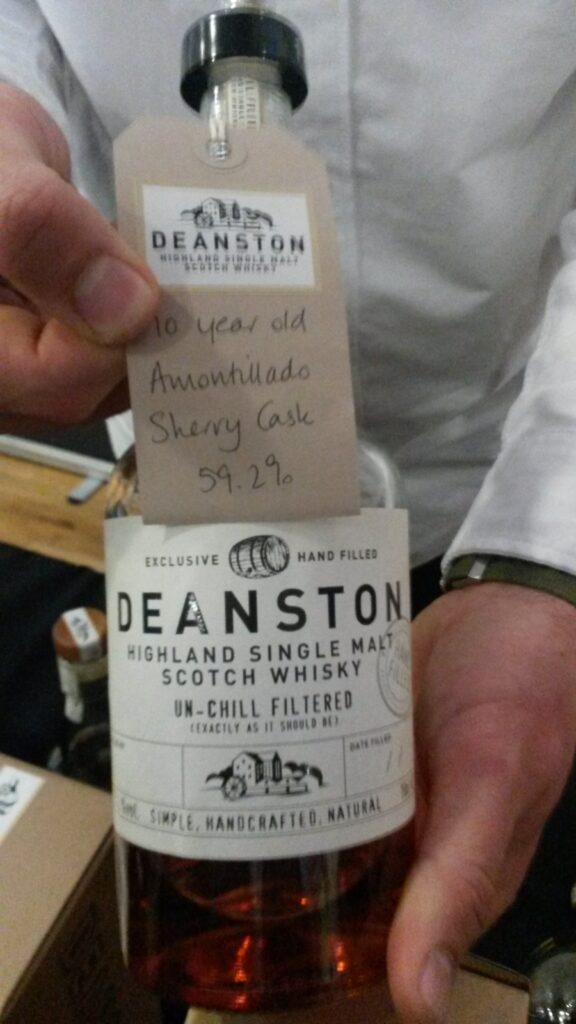 DEANSTON
HIGHLAND SINGLE MALT
SCOTCH WHISKY
10 year old
Amontillado
Sherry Cask
59.2%
EXCLUSIVE HAND FILLED
DEANSTON
HIGHLAND SINGLE MALT
SCOTCH WHISKY
UN-CHILL FILTERED
(EXACTLY AS IT SHOULD BE)
DATE FILLED
SIMPLE, HANDCRAFTED, NATURAL